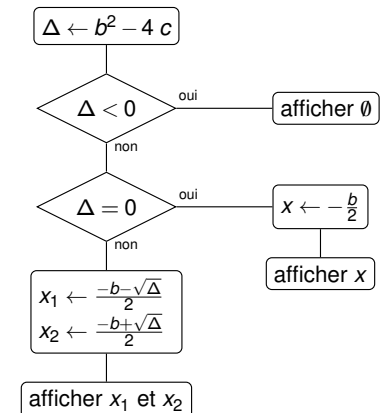 Δ ← b² − 4 c
Δ < 0
oui
afficher ∅
non
Δ = 0
oui
x ← −b/2
non
afficher x
x₁ ← (−b−√Δ)/2
x₂ ← (−b+√Δ)/2
afficher x₁ et x₂